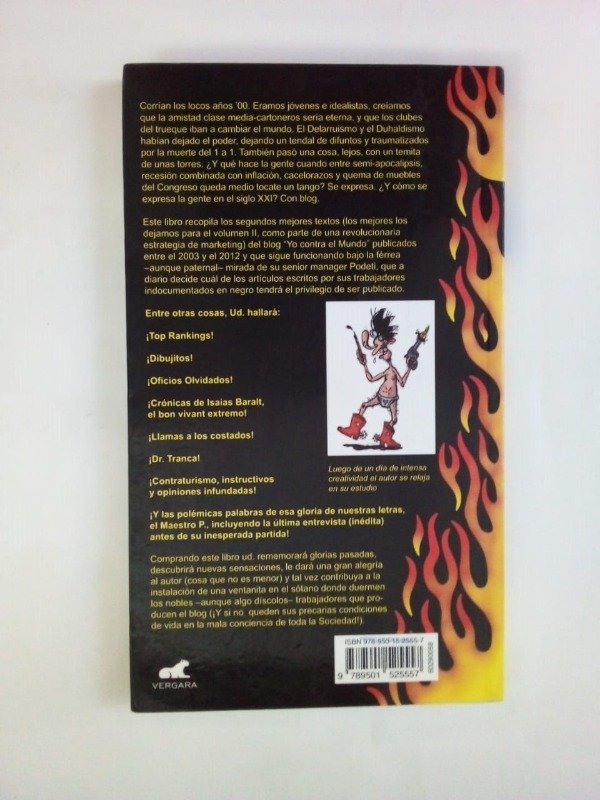 Corrían los locos años '00. Eramos jóvenes e idealistas, creíamos
que la amistad clase media-cartoneros sería eterna, y que los clubes
del trueque iban a cambiar el mundo. El Delarruismo y el Duhaldismo
habían dejado el poder, dejando un tendal de difuntos y traumatizados
por la muerte del 1 a 1. También pasó una cosa, lejos, con un temita
de unas torres. ¿Y qué hace la gente cuando entre semi-apocalipsis,
recesión combinada con inflación, cacelorazos y quema de muebles
del Congreso queda medio tocate un tango? Se expresa. ¿Y cómo se
expresa la gente en el siglo XXI? Con blog.
Este libro recopila los segundos mejores textos (los mejores los
dejamos para el volumen II, como parte de una revolucionaria
estrategia de marketing) del blog "Yo contra el Mundo" publicados
entre el 2003 y el 2012 y que sigue funcionando bajo la férrea
–aunque paternal– mirada de su senior manager Podeti, que a
diario decide cuál de los artículos escritos por sus trabajadores
indocumentados en negro tendrá el privilegio de ser publicado.
Entre otras cosas, Ud. hallará:
¡Top Rankings!
¡Dibujitos!
¡Oficios Olvidados!
¡Crónicas de Isaías Baralt,
el bon vivant extremo!
¡Llamas a los costados!
¡Dr. Tranca!
¡Contraturismo, instructivos
y opiniones infundadas!
Luego de un día de intensa
creatividad el autor se relaja
en su estudio
¡Y las polémicas palabras de esa gloria de nuestras letras,
el Maestro P., incluyendo la última entrevista (inédita)
antes de su inesperada partida!
Comprando este libro ud. rememorará glorias pasadas,
descubrirá nuevas sensaciones, le dará una gran alegría
al autor (cosa que no es menor) y tal vez contribuya a la
instalación de una ventanita en el sótano donde duermen
los nobles –aunque algo díscolos– trabajadores que pro-
ducen el blog (¡Y si no, queden sus precarias condiciones
de vida en la mala conciencia de toda la Sociedad!).
VERGARA
ISBN 978-950-15-2555-7
9 789501 525557